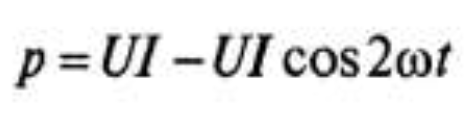 p = UI − UI cos2ωt